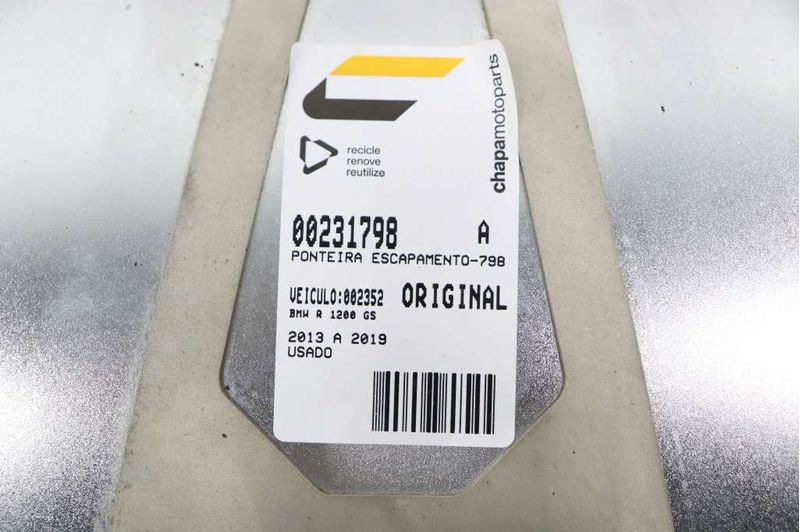 recicle
renove
reutilize
chapamotoparts
00231798 A
PONTEIRA ESCAPAMENTO-798
VEICULO:002352 ORIGINAL
BMW R 1200 GS
2013 A 2019
USADO